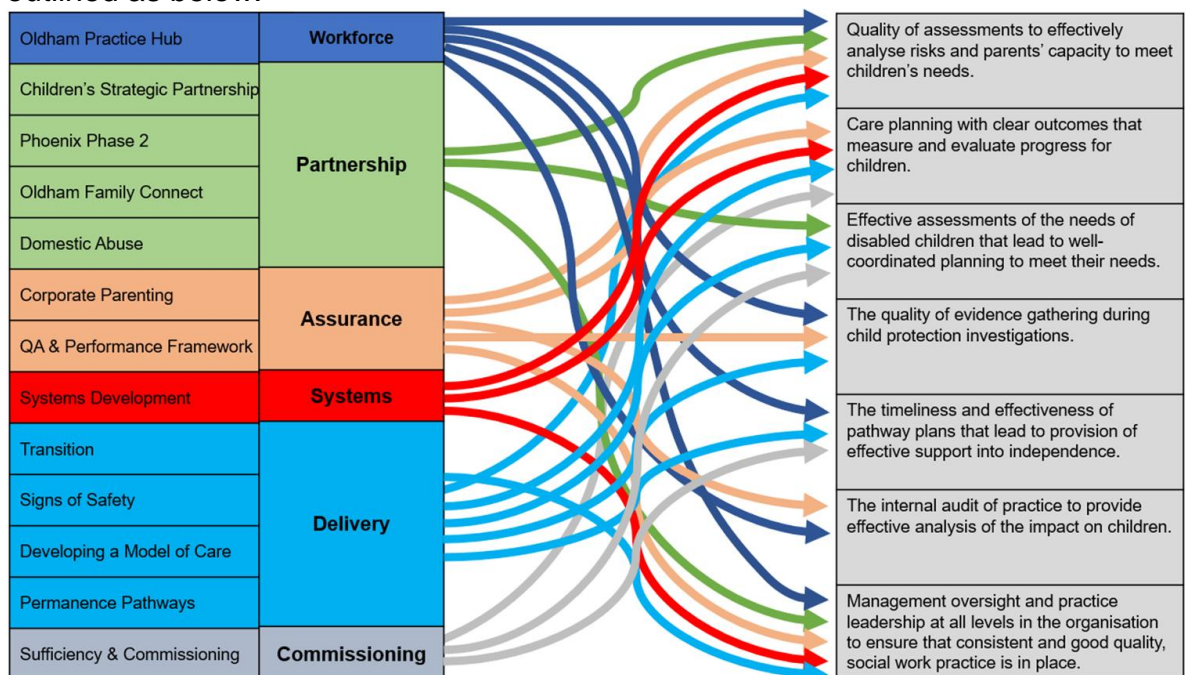 Oldham Practice Hub
Workforce
Children's Strategic Partnership
Phoenix Phase 2
Partnership
Oldham Family Connect
Domestic Abuse
Corporate Parenting
Assurance
QA & Performance Framework
Systems Development
Systems
Transition
Signs of Safety
Delivery
Developing a Model of Care
Permanence Pathways
Sufficiency & Commissioning
Commissioning
Quality of assessments to effectively
analyse risks and parents' capacity to meet
children's needs.
Care planning with clear outcomes that
measure and evaluate progress for
children.
Effective assessments of the needs of
disabled children that lead to well-
coordinated planning to meet their needs.
The quality of evidence gathering during
child protection investigations.
The timeliness and effectiveness of
pathway plans that lead to provision of
effective support into independence.
The internal audit of practice to provide
effective analysis of the impact on children.
Management oversight and practice
leadership at all levels in the organisation
to ensure that consistent and good quality,
social work practice is in place.